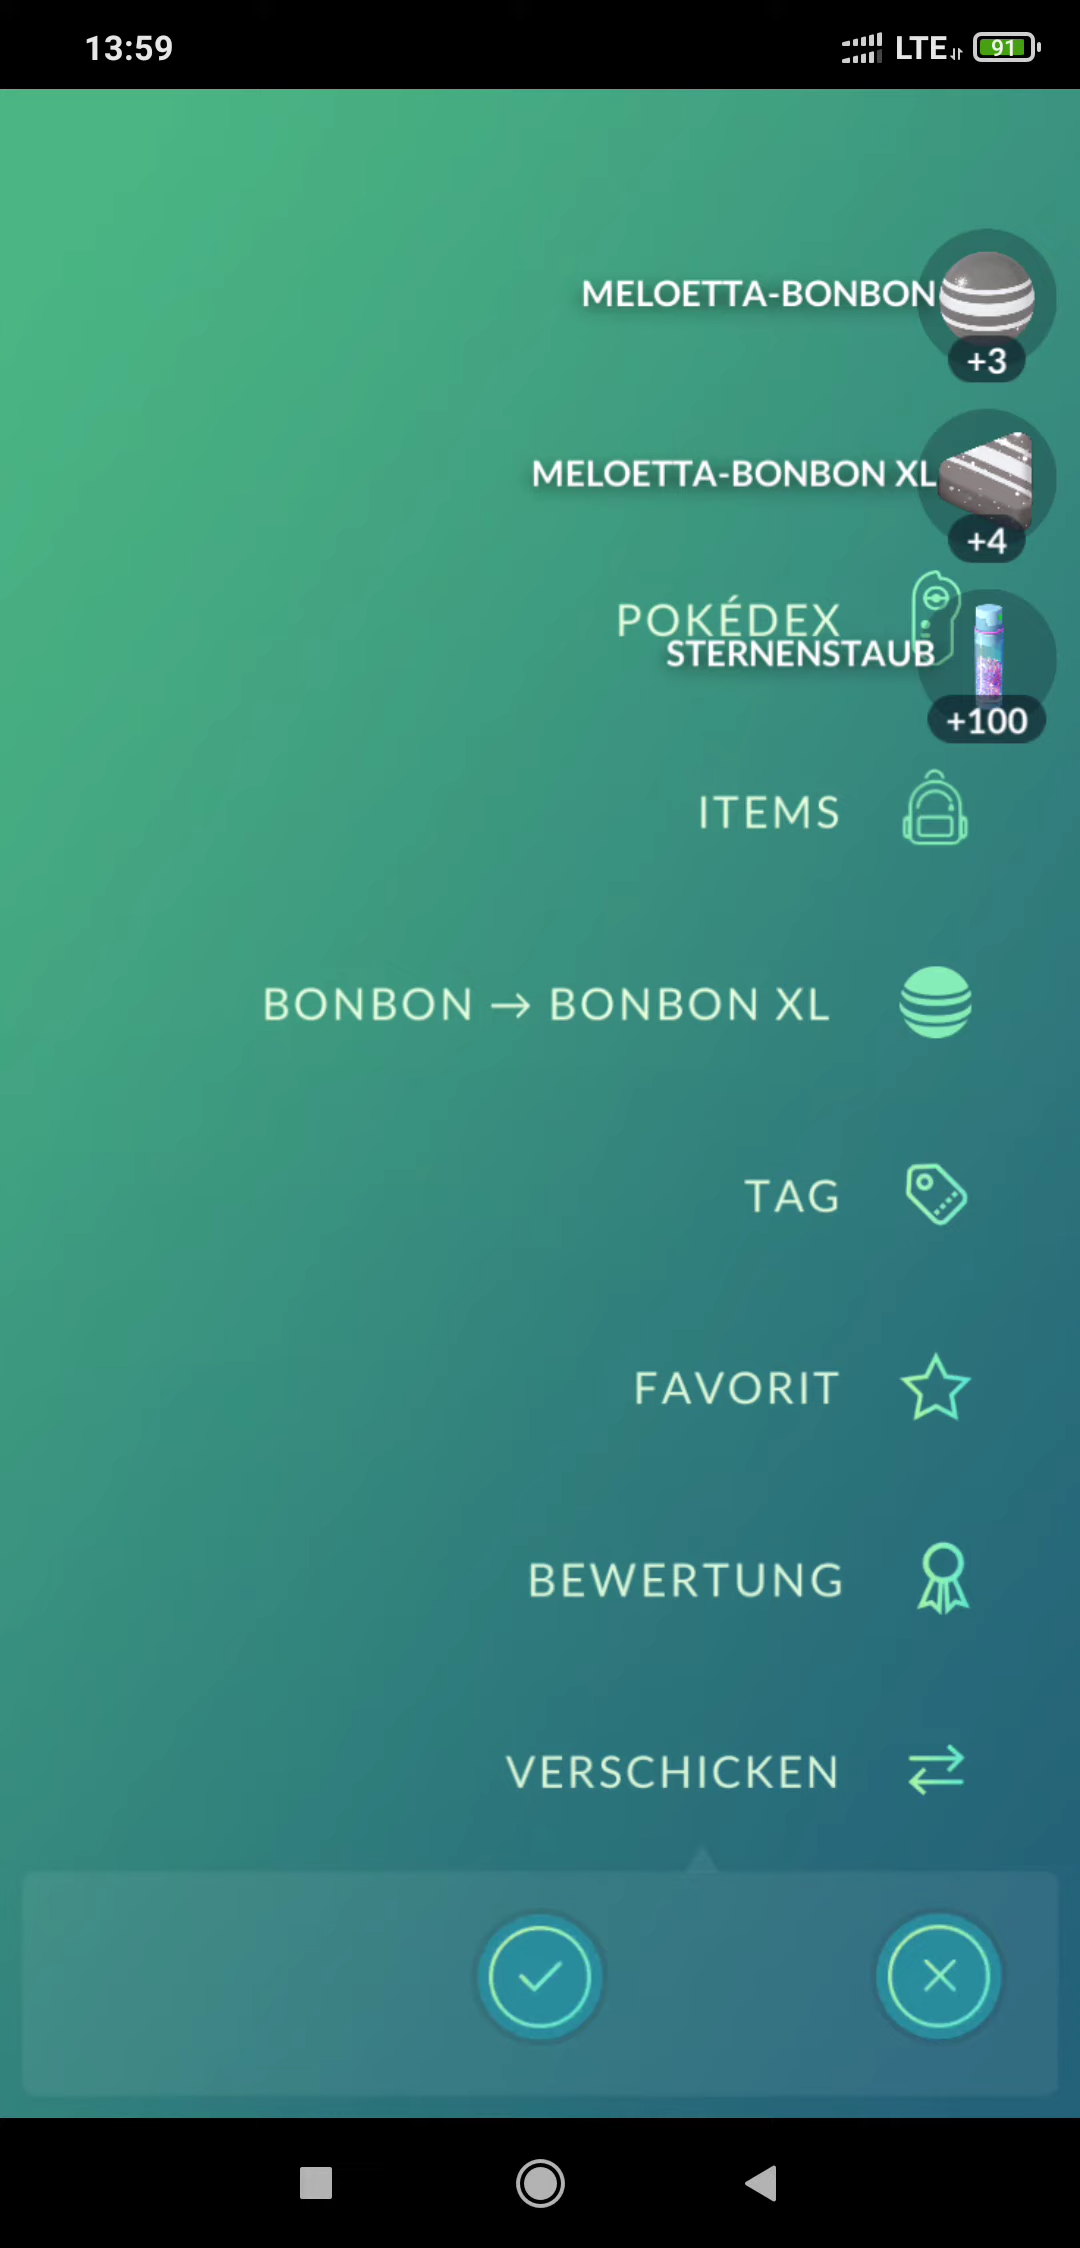 13:59
LTE 91
MELOETTA-BONBON
+3
MELOETTA-BONBON XL
+4
POKÉDEX
STERNENSTAUB
+100
ITEMS
BONBON → BONBON XL
TAG
FAVORIT
BEWERTUNG
VERSCHICKEN